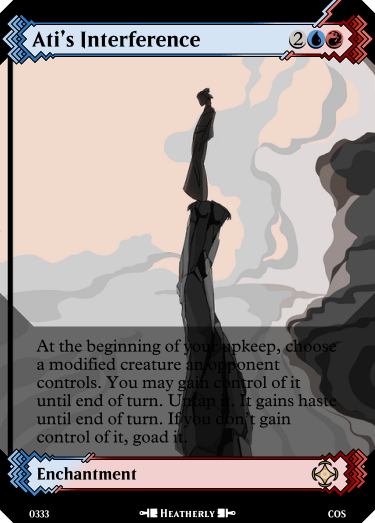 Ati's Interference 2
At the beginning of your upkeep, choose
a modified creature an opponent
controls. You may gain control of it
until end of turn. Untap it. It gains haste
until end of turn. If you don't gain
control of it, goad it.
Enchantment
0333 HEATHERLY COS